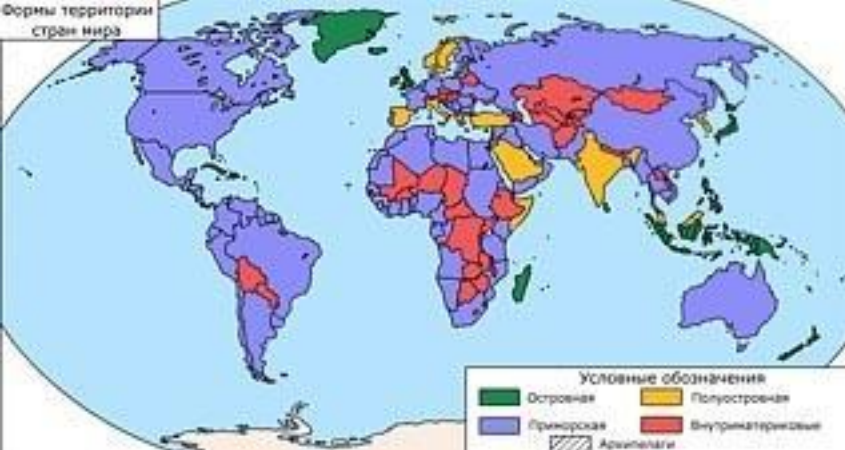 Формы территории
стран мира
Условные обозначения
Островная
Полуостровная
Приморская
Внутриматериковые
Архипелаги